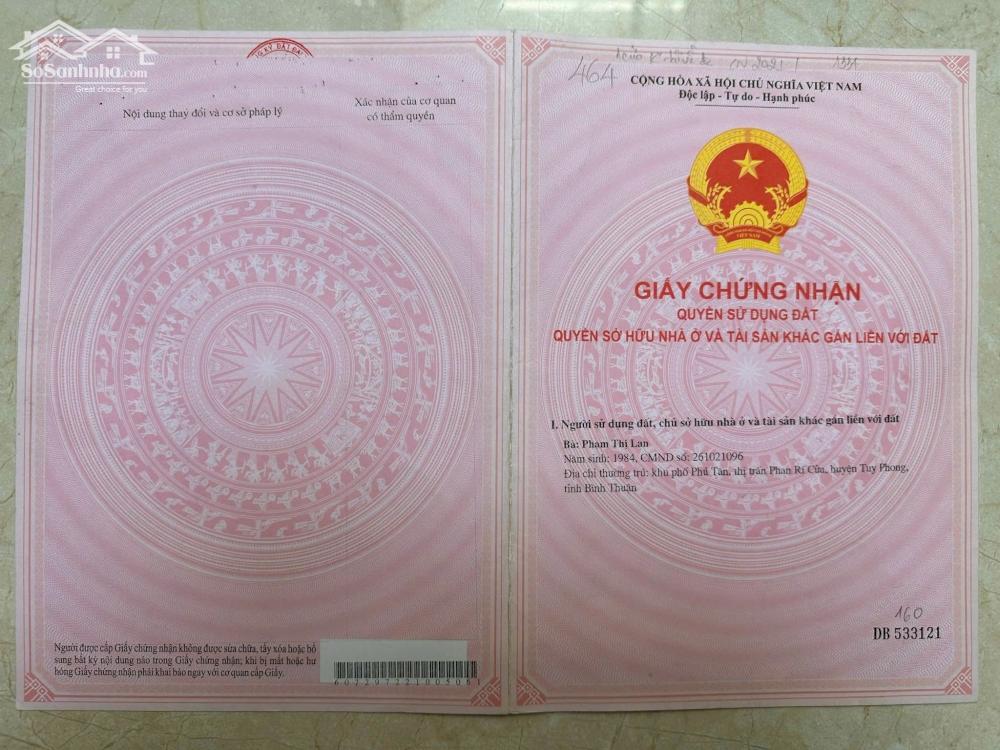 SoSanhnha.com
Great choice for you
Nội dung thay đổi và cơ sở pháp lý
Xác nhận của cơ quan
có thẩm quyền
Người được cấp Giấy chứng nhận không được sửa chữa, tẩy xóa hoặc bổ
sung bất kỳ nội dung nào trong Giấy chứng nhận; khi bị mất hoặc hư
hỏng Giấy chứng nhận phải khai báo ngay với cơ quan cấp Giấy.
464
CỘNG HÒA XÃ HỘI CHỦ NGHĨA VIỆT NAM
Độc lập - Tự do - Hạnh phúc
VIỆT NAM
GIẤY CHỨNG NHẬN
QUYỀN SỬ DỤNG ĐẤT
QUYỀN SỞ HỮU NHÀ Ở VÀ TÀI SẢN KHÁC GẮN LIỀN VỚI ĐẤT
I. Người sử dụng đất, chủ sở hữu nhà ở và tài sản khác gắn liền với đất
Bà: Phạm Thị Lan
Năm sinh: 1984, CMND số: 261021096
Địa chỉ thường trú: khu phố Phú Tân, thị trấn Phan Rí Cửa, huyện Tuy Phong,
tỉnh Bình Thuận
160
DB 533121